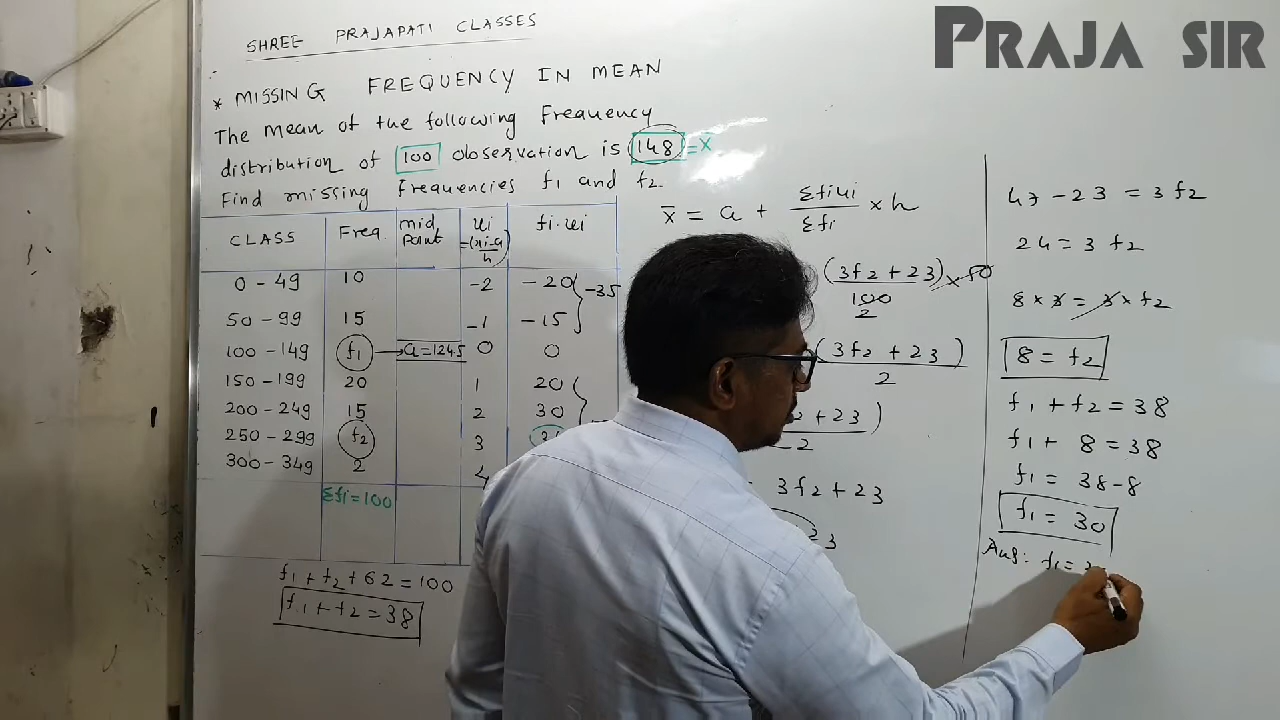 PRAJA SIR
SHREE PRAJAPATI CLASSES
* MISSING FREQUENCY IN MEAN
The mean of the following Frequency
distribution of 100 observation is 148 = x̄
Find missing frequencies f1 and f2.
CLASS Freq. mid point ui =(xi-a)/h fi.ui
0 - 49 10 -2 -20
-35
50 - 99 15 -1 -15
100 - 149 f1 a=124.5 0 0
150 - 199 20 1 20
200 - 249 15 2 30
250 - 299 f2 3
300 - 349 2 4
Σfi=100
f1 + f2 + 62 = 100
f1 + f2 = 38
x̄ = a + Σfiui/Σfi × h
(3f2 + 23)/100 × 50
2
(3f2 + 23)/2
+ 23)/2
3f2 + 23
23
47 - 23 = 3 f2
24 = 3 f2
8 × 3 = 3 × f2
8 = f2
f1 + f2 = 38
f1 + 8 = 38
f1 = 38 - 8
f1 = 30
Ans: f1 = 3